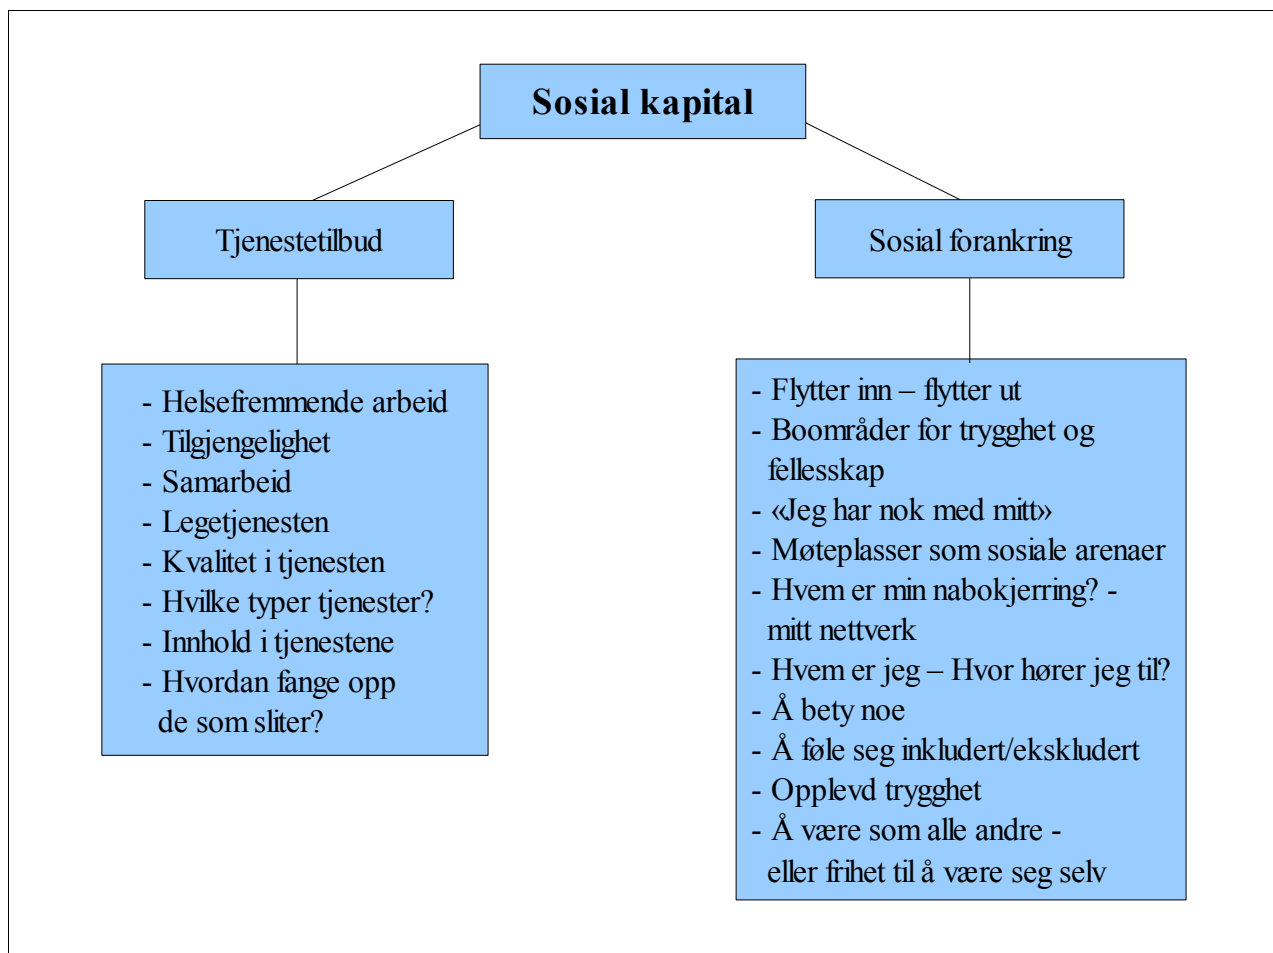 Sosial kapital
Tjenestetilbud
Sosial forankring
- Helsefremmende arbeid
- Tilgjengelighet
- Samarbeid
- Legetjenesten
- Kvalitet i tjenesten
- Hvilke typer tjenester?
- Innhold i tjenestene
- Hvordan fange opp
de som sliter?
- Flytter inn – flytter ut
- Boområder for trygghet og
fellesskap
- «Jeg har nok med mitt»
- Møteplasser som sosiale arenaer
- Hvem er min nabokjerring? -
mitt nettverk
- Hvem er jeg – Hvor hører jeg til?
- Å bety noe
- Å føle seg inkludert/ekskludert
- Opplevd trygghet
- Å være som alle andre -
eller frihet til å være seg selv